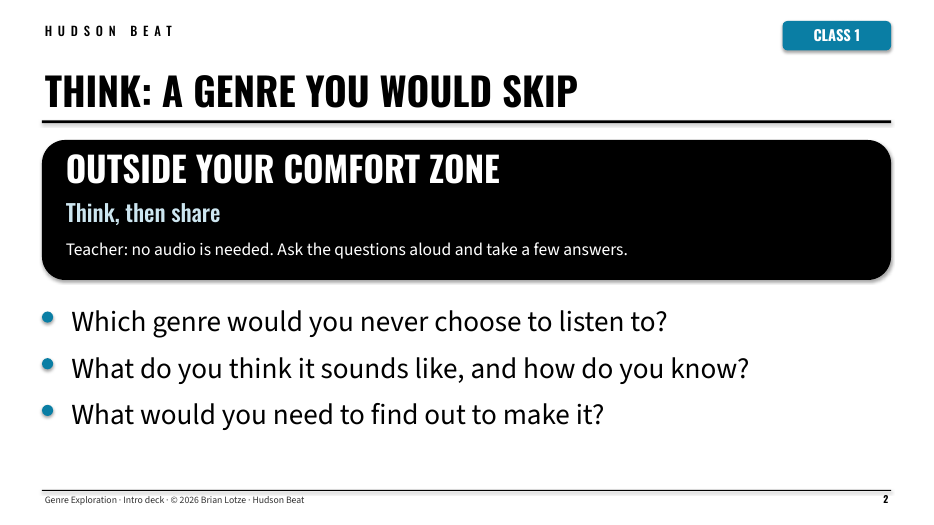 HUDSON BEAT
CLASS 1
THINK: A GENRE YOU WOULD SKIP
OUTSIDE YOUR COMFORT ZONE
Think, then share
Teacher: no audio is needed. Ask the questions aloud and take a few answers.
Which genre would you never choose to listen to?
What do you think it sounds like, and how do you know?
What would you need to find out to make it?
Genre Exploration · Intro deck · © 2026 Brian Lotze · Hudson Beat
2